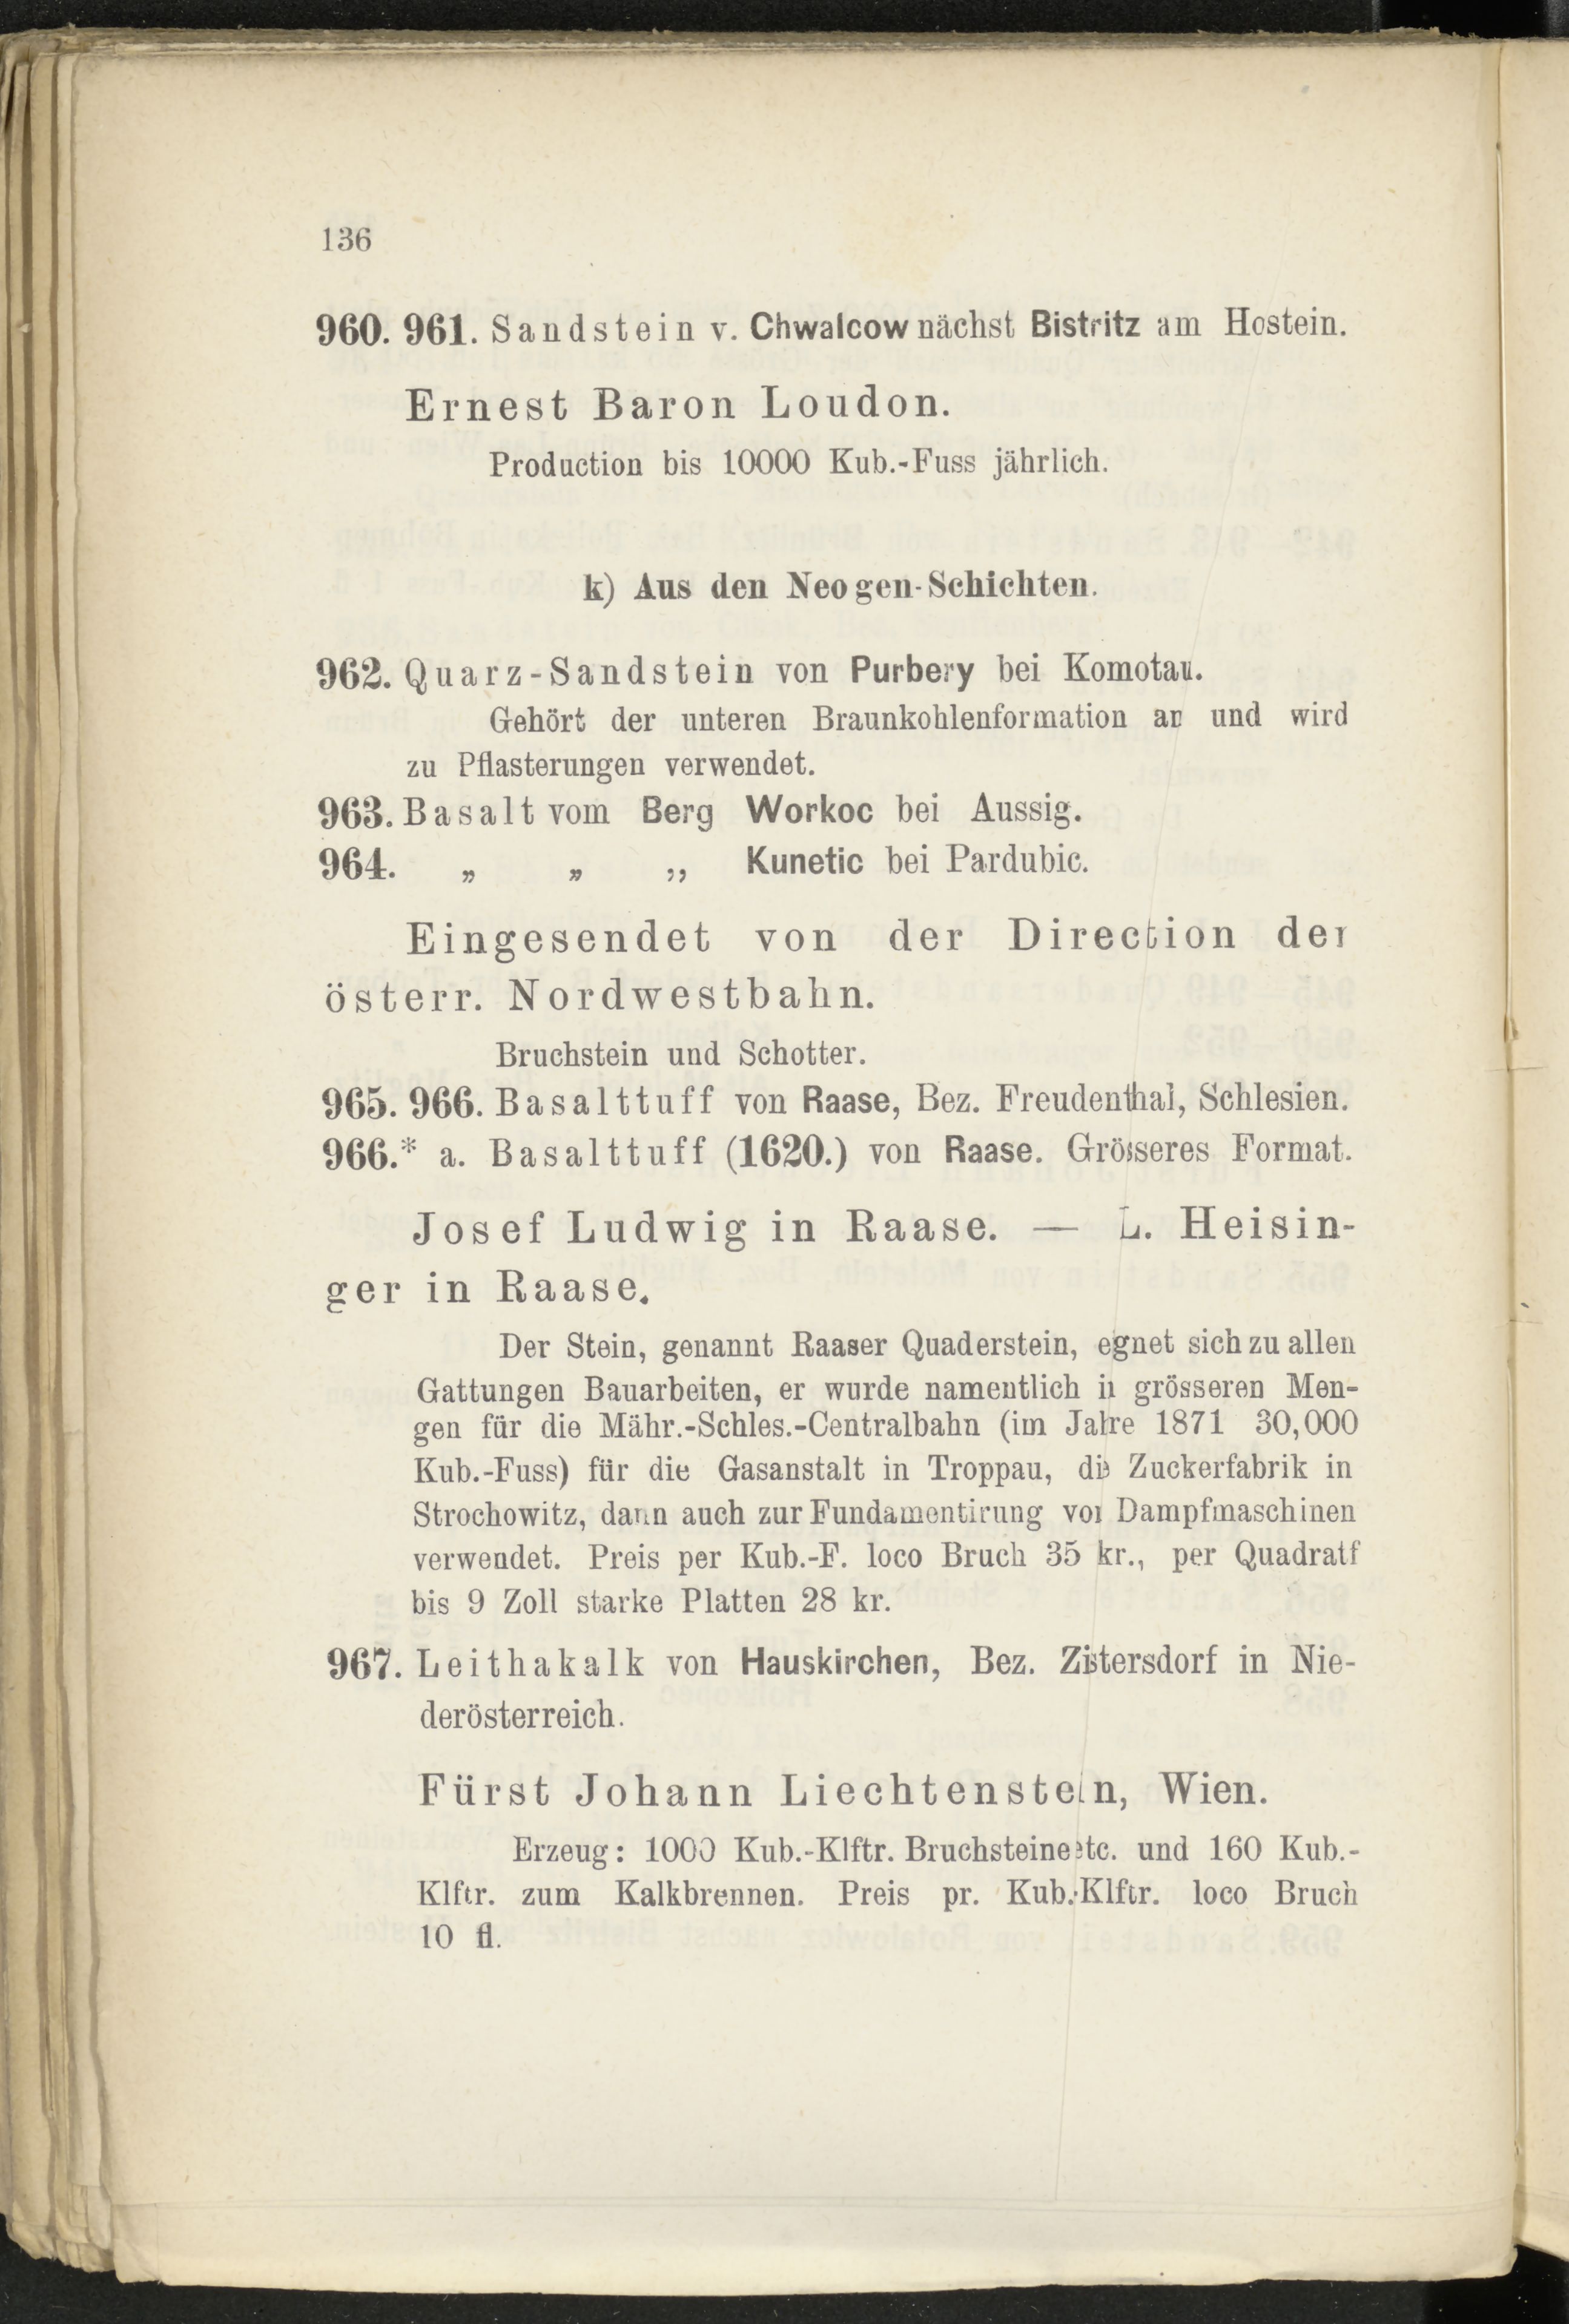 136
960. 961. Sandstein v. Chwalcow nächst Bistritz am Hostein.
Ernest Baron Loudon.
Production bis 10000 Kub.-Fuss jährlich.
k) Aus den Neogen-Schichten.
962. Quarz-Sandstein von Purbery bei Komotau.
Gehört der unteren Braunkohlenformation an und wird
zu Pflasterungen verwendet.
963. Basalt vom Berg Workoc bei Aussig.
964. „ „ ,, Kunetic bei Pardubic.
Eingesendet von der Direction der
österr. Nordwestbahn.
Bruchstein und Schotter.
965. 966. Basalttuff von Raase, Bez. Freudenthal, Schlesien.
966.* a. Basalttuff (1620.) von Raase. Grösseres Format.
Josef Ludwig in Raase. — L. Heisin-
ger in Raase.
Der Stein, genannt Raaser Quaderstein, egnet sich zu allen
Gattungen Bauarbeiten, er wurde namentlich in grösseren Men-
gen für die Mähr.-Schles.-Centralbahn (im Jahre 1871 30,000
Kub.-Fuss) für die Gasanstalt in Troppau, die Zuckerfabrik in
Strochowitz, dann auch zur Fundamentirung von Dampfmaschinen
verwendet. Preis per Kub.-F. loco Bruch 35 kr., per Quadratf
bis 9 Zoll starke Platten 28 kr.
967. Leithakalk von Hauskirchen, Bez. Zistersdorf in Nie-
derösterreich.
Fürst Johann Liechtenstein, Wien.
Erzeug: 1000 Kub.-Klftr. Bruchsteine etc. und 160 Kub.-
Klftr. zum Kalkbrennen. Preis pr. Kub.-Klftr. loco Bruch
10 fl.